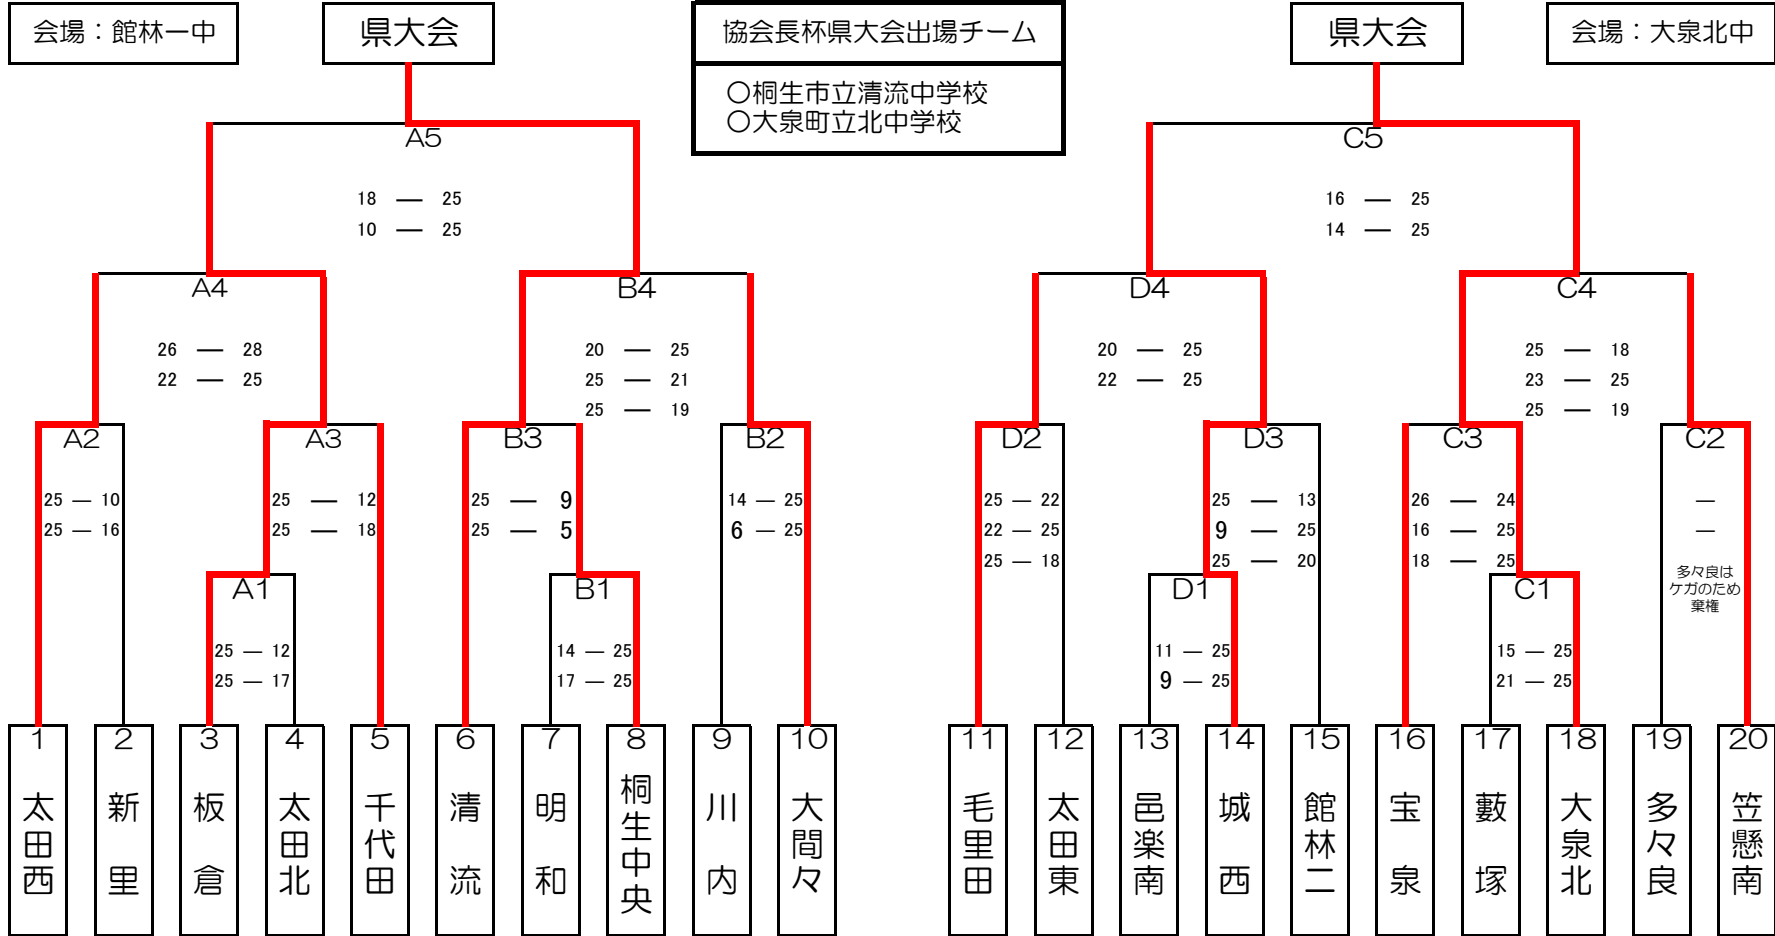 会場：館林一中
県大会
協会長杯県大会出場チーム
県大会
会場：大泉北中
○桐生市立清流中学校
○大泉町立北中学校
A5
C5
18 — 25
10 — 25
16 — 25
14 — 25
A4
B4
D4
C4
26 — 28
22 — 25
20 — 25
25 — 21
25 — 19
20 — 25
22 — 25
25 — 18
23 — 25
25 — 19
A2
A3
B3
B2
D2
D3
C3
C2
25 — 10
25 — 16
25 — 12
25 — 18
25 — 9
25 — 5
14 — 25
6 — 25
25 — 22
22 — 25
25 — 18
25 — 13
9 — 25
25 — 20
26 — 24
16 — 25
18 — 25
—
—
多々良は
ケガのため
棄権
A1
B1
D1
C1
25 — 12
25 — 17
14 — 25
17 — 25
11 — 25
9 — 25
15 — 25
21 — 25
1
太田西
2
新里
3
板倉
4
太田北
5
千代田
6
清流
7
明和
8
桐生中央
9
川内
10
大間々
11
毛里田
12
太田東
13
邑楽南
14
城西
15
館林二
16
宝泉
17
藪塚
18
大泉北
19
多々良
20
笠懸南